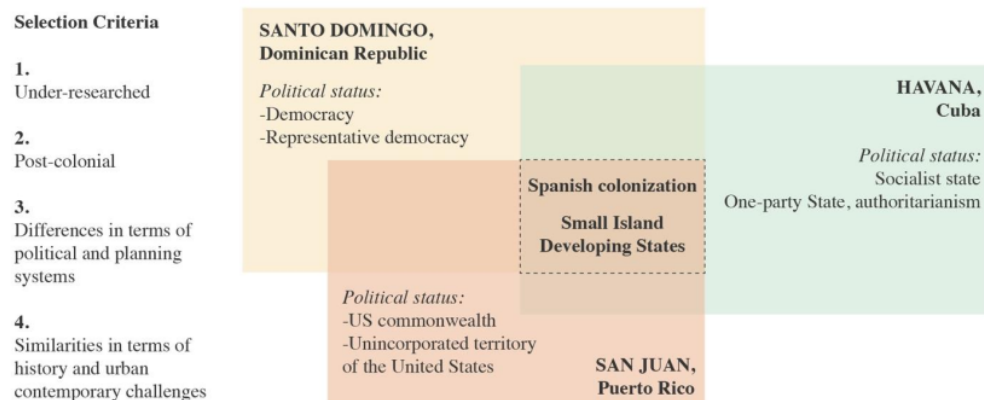 Selection Criteria
1.
Under-researched
2.
Post-colonial
3.
Differences in terms of
political and planning
systems
4.
Similarities in terms of
history and urban
contemporary challenges
SANTO DOMINGO,
Dominican Republic
Political status:
-Democracy
-Representative democracy
HAVANA,
Cuba
Political status:
Socialist state
One-party State, authoritarianism
Spanish colonization
Small Island
Developing States
Political status:
-US commonwealth
-Unincorporated territory
of the United States
SAN JUAN,
Puerto Rico